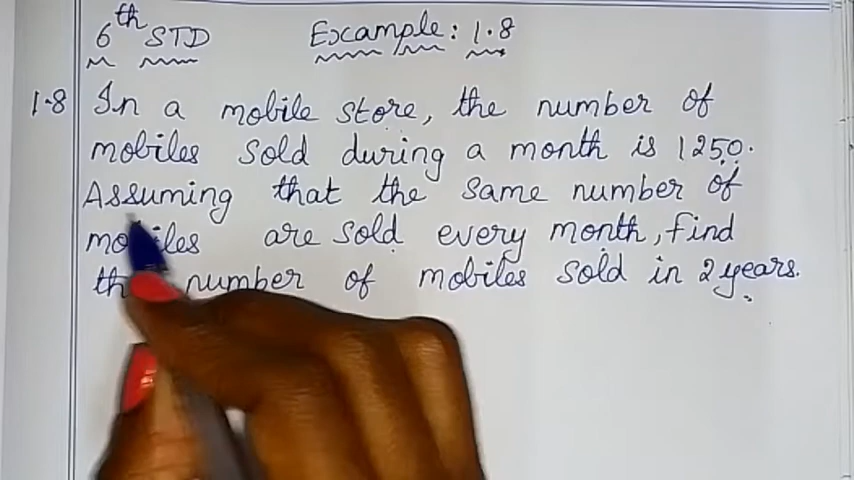 6th STD Example: 1.8
1.8 In a mobile store, the number of
mobiles sold during a month is 1250.
Assuming that the same number of
mobiles are sold every month, find
the number of mobiles sold in 2 years.